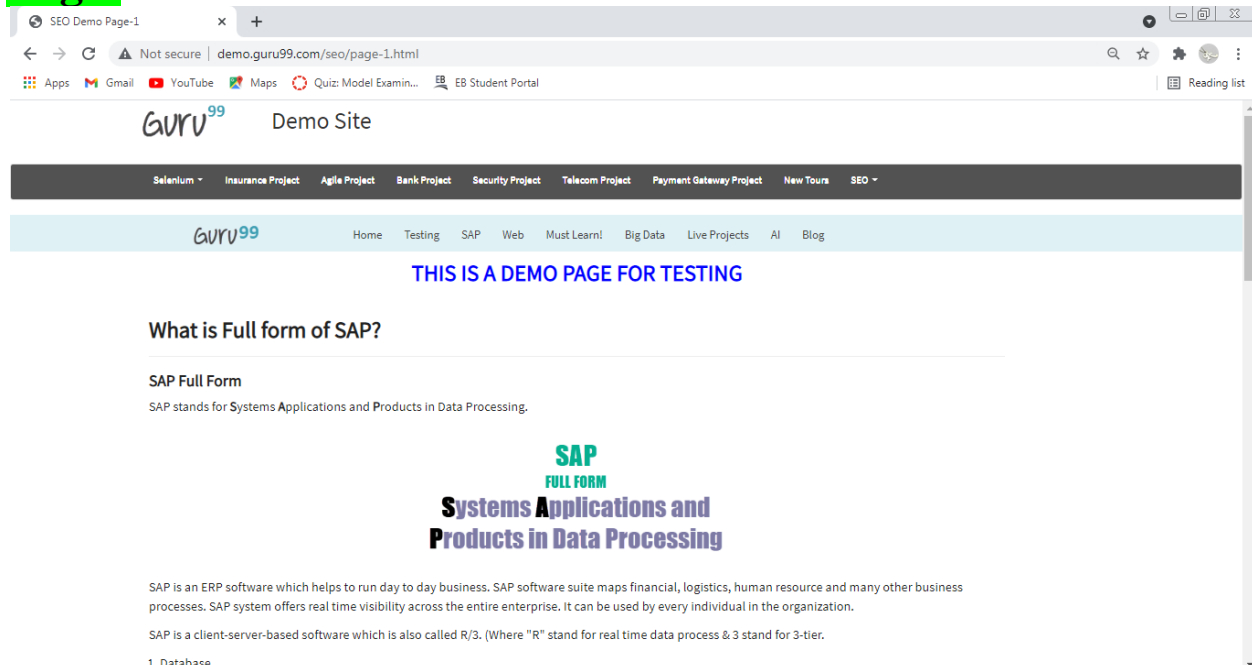 SEO Demo Page-1
Not secure | demo.guru99.com/seo/page-1.html
Apps Gmail YouTube Maps Quiz: Model Examin... EB EB Student Portal Reading list
Guru99 Demo Site
Selenium Insurance Project Agile Project Bank Project Security Project Telecom Project Payment Gateway Project New Tours SEO
Guru99 Home Testing SAP Web Must Learn! Big Data Live Projects AI Blog
THIS IS A DEMO PAGE FOR TESTING
What is Full form of SAP?
SAP Full Form
SAP stands for Systems Applications and Products in Data Processing.
SAP
FULL FORM
Systems Applications and
Products in Data Processing
SAP is an ERP software which helps to run day to day business. SAP software suite maps financial, logistics, human resource and many other business
processes. SAP system offers real time visibility across the entire enterprise. It can be used by every individual in the organization.
SAP is a client-server-based software which is also called R/3. (Where "R" stand for real time data process & 3 stand for 3-tier.
1. Database